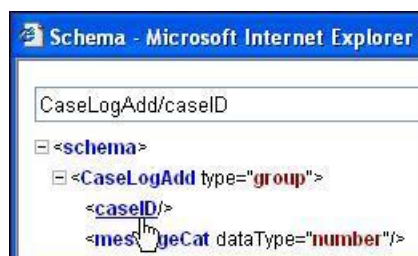 Schema - Microsoft Internet Explorer
CaseLogAdd/caseID
<schema>
<CaseLogAdd type="group">
<caseID/>
dataType="number"/>